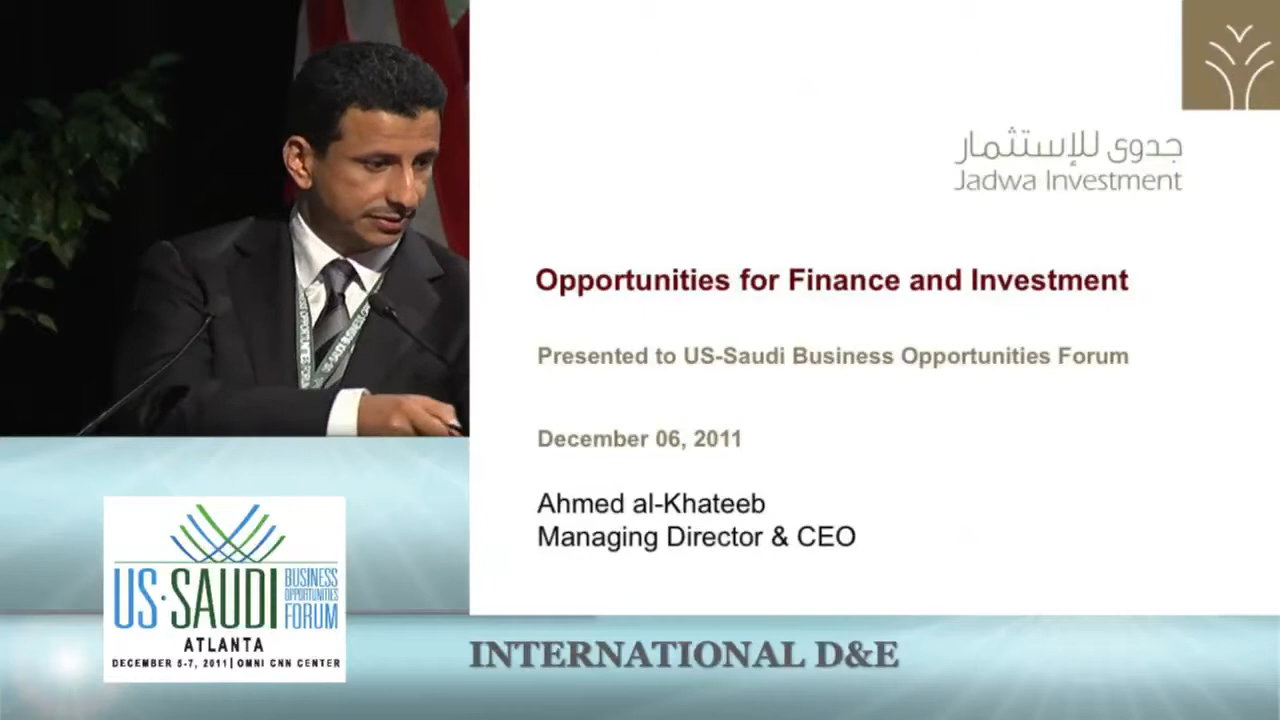 جدوى للإستثمار
Jadwa Investment
Opportunities for Finance and Investment
Presented to US-Saudi Business Opportunities Forum
December 06, 2011
Ahmed al-Khateeb
Managing Director & CEO
US·SAUDI BUSINESS OPPORTUNITIES FORUM
ATLANTA
DECEMBER 5-7, 2011 | OMNI CNN CENTER
INTERNATIONAL D&E